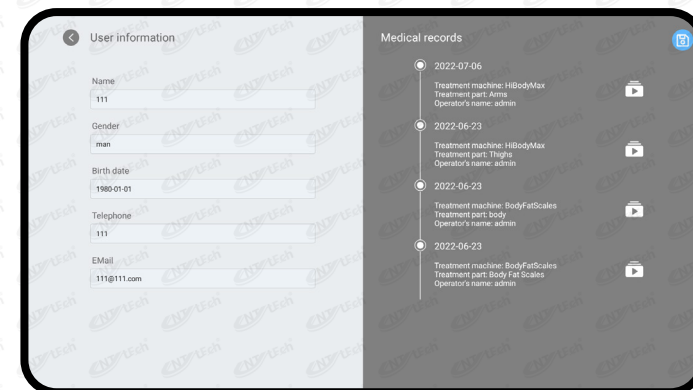 User information
Name
111
Gender
man
Birth date
1980-01-01
Telephone
111
EMail
111@111.com
Medical records
2022-07-06
Treatment machine: HiBodyMax
Treatment part: Arms
Operator's name: admin
2022-06-23
Treatment machine: HiBodyMax
Treatment part: Thighs
Operator's name: admin
2022-06-23
Treatment machine: BodyFatScales
Treatment part: body
Operator's name: admin
2022-06-23
Treatment machine: BodyFatScales
Treatment part: Body Fat Scales
Operator's name: admin